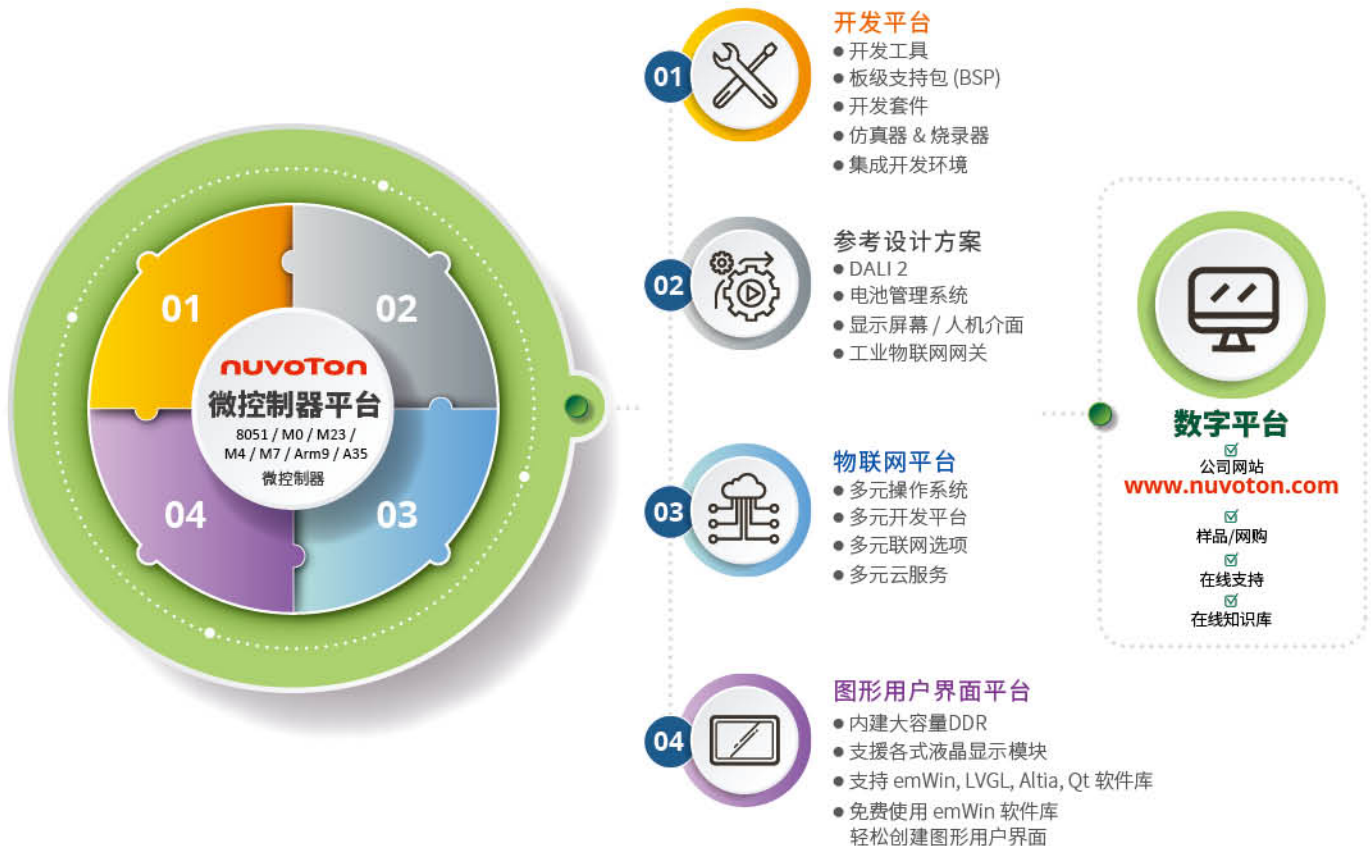 01
02
03
04
nuvoTon
微控制器平台
8051 / M0 / M23 /
M4 / M7 / Arm9 / A35
微控制器
01
开发平台
● 开发工具
● 板级支持包 (BSP)
● 开发套件
● 仿真器 & 烧录器
● 集成开发环境
02
参考设计方案
● DALI 2
● 电池管理系统
● 显示屏幕 / 人机介面
● 工业物联网网关
03
物联网平台
● 多元操作系统
● 多元开发平台
● 多元联网选项
● 多元云服务
04
图形用户界面平台
● 内建大容量DDR
● 支援各式液晶显示模块
● 支持 emWin, LVGL, Altia, Qt 软件库
● 免费使用 emWin 软件库
轻松创建图形用户界面
数字平台
公司网站
www.nuvoton.com
样品/网购
在线支持
在线知识库